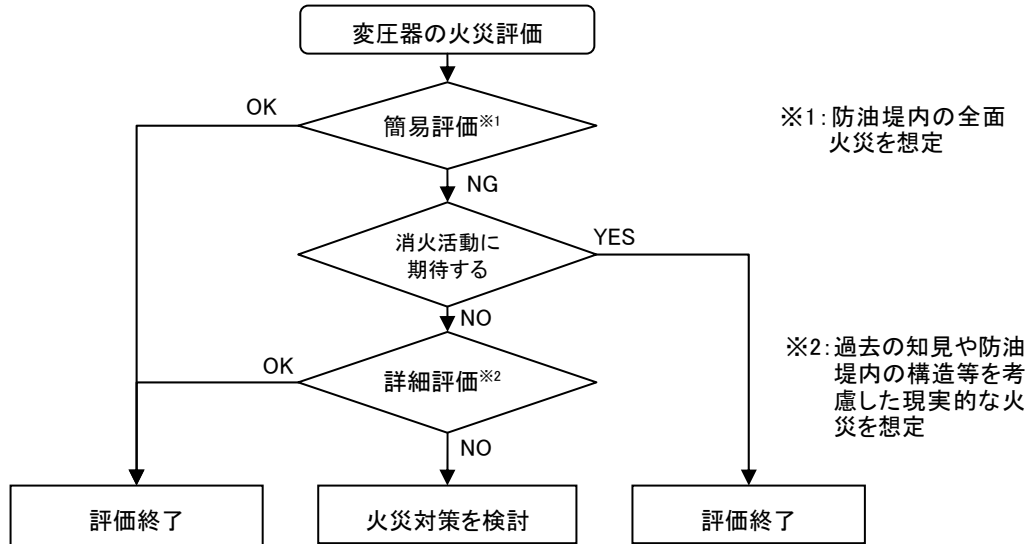 変圧器の火災評価
OK
簡易評価※1
※1:防油堤内の全面
火災を想定
NG
消火活動に
期待する
YES
NO
※2:過去の知見や防油
堤内の構造等を考
慮した現実的な火
災を想定
OK
詳細評価※2
NO
評価終了
火災対策を検討
評価終了